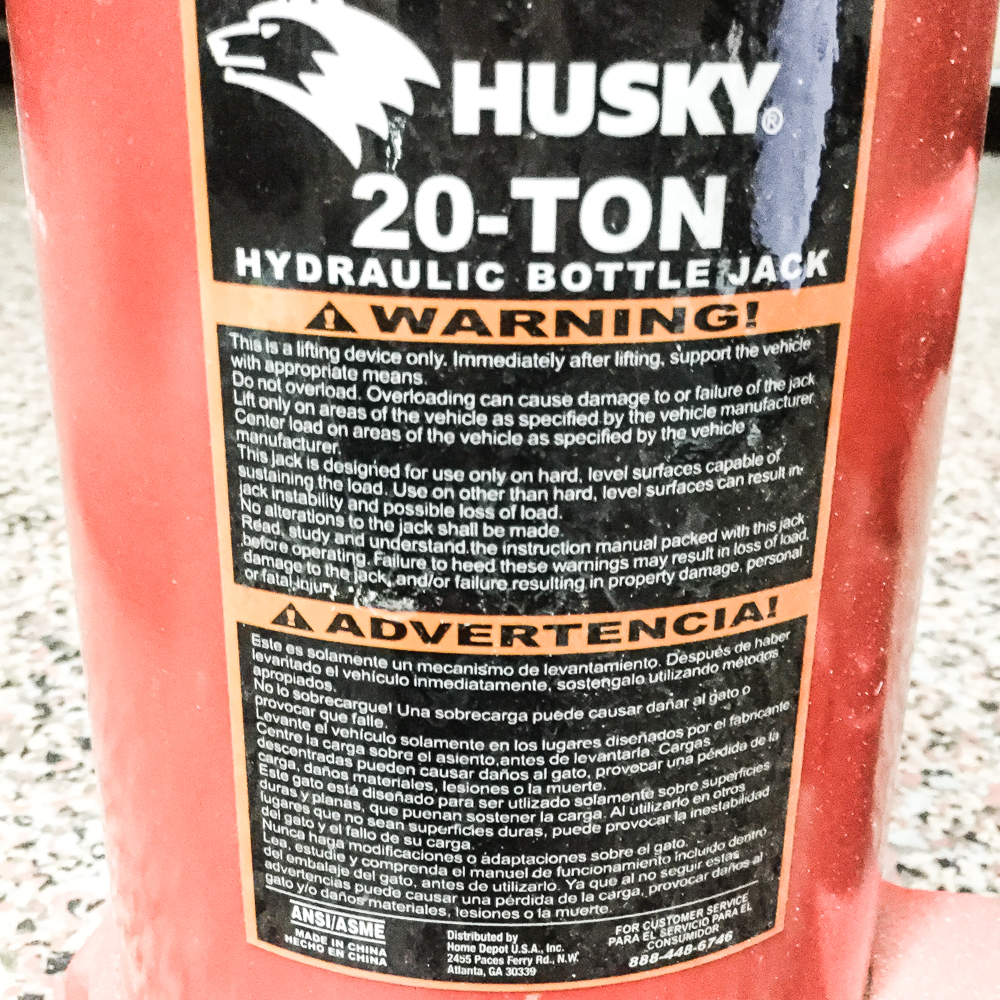 HUSKY®
20-TON
HYDRAULIC BOTTLE JACK
WARNING!
This is a lifting device only. Immediately after lifting, support the vehicle
with appropriate means.
Do not overload. Overloading can cause damage to or failure of the jack
Lift only on areas of the vehicle as specified by the vehicle manufacturer
Center load on areas of the vehicle as specified by the vehicle
manufacturer.
This jack is designed for use only on hard, level surfaces capable of
sustaining the load. Use on other than hard, level surfaces can result in
jack instability and possible loss of load.
No alterations to the jack shall be made.
Read, study and understand the instruction manual packed with this jack
before operating. Failure to heed these warnings may result in loss of load,
damage to the jack, and/or failure resulting in property damage, personal
or fatal injury.
ADVERTENCIA!
Este es solamente un mecanismo de levantamiento. Después de haber
levantado el vehículo inmediatamente, sostengalo utilizando métodos
apropiados.
No lo sobrecargue! Una sobrecarga puede causar dañar al gato o
provocar que falle.
Levante el vehículo solamente en los lugares diseñados por el fabricante
Centre la carga sobre el asiento antes de levantarla. Cargas
descentradas pueden causar daños al gato, provocar una pérdida de la
carga, daños materiales, lesiones o la muerte.
Este gato está diseñado para ser utlizado solamente sobre superficies
duras y planas, que puenan sostener la carga. Al utilizarlo en otros
lugares que no sean superficies duras, puede provocar la inestabilidad
del gato y el fallo de su carga.
Nunca haga modificaciones o adaptaciones sobre el gato.
Lea, estudie y comprenda el manuel de funcionamiento incluido dentro
del embalaje del gato, antes de utilizarlo. Ya que al no seguir estas
advertencias puede causar una pérdida de la carga, provocar daños al
gato y/o daños materiales, lesiones o la muerte.
ANSI/ASME
MADE IN CHINA
HECHO EN CHINA
Distributed by
Home Depot U.S.A., Inc.
2455 Paces Ferry Rd., N.W.
Atlanta, GA 30339
FOR CUSTOMER SERVICE
PARA EL SERVICIO PARA EL
CONSUMIDOR
888-448-6746